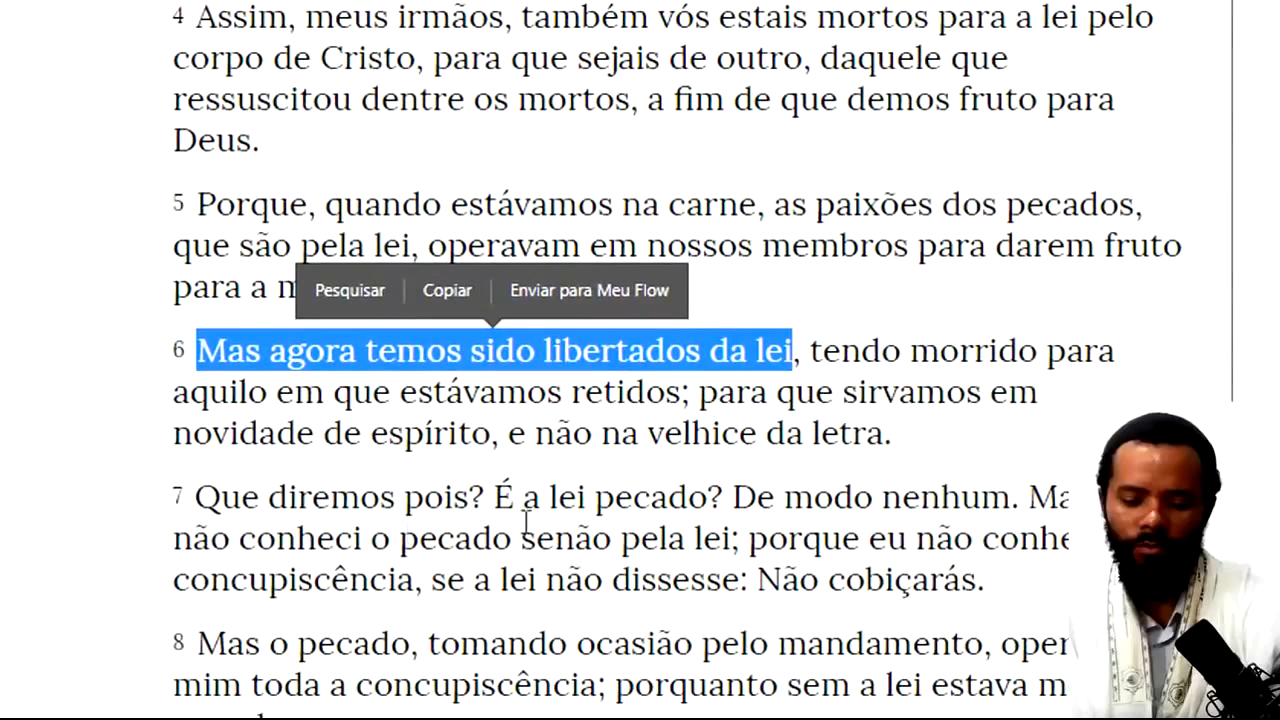 4 Assim, meus irmãos, também vós estais mortos para a lei pelo
corpo de Cristo, para que sejais de outro, daquele que
ressuscitou dentre os mortos, a fim de que demos fruto para
Deus.
5 Porque, quando estávamos na carne, as paixões dos pecados,
que são pela lei, operavam em nossos membros para darem fruto
para a
Pesquisar Copiar Enviar para Meu Flow
6 Mas agora temos sido libertados da lei, tendo morrido para
aquilo em que estávamos retidos; para que sirvamos em
novidade de espírito, e não na velhice da letra.
7 Que diremos pois? É a lei pecado? De modo nenhum. Ma
não conheci o pecado senão pela lei; porque eu não conhe
concupiscência, se a lei não dissesse: Não cobiçarás.
8 Mas o pecado, tomando ocasião pelo mandamento, oper
mim toda a concupiscência; porquanto sem a lei estava m